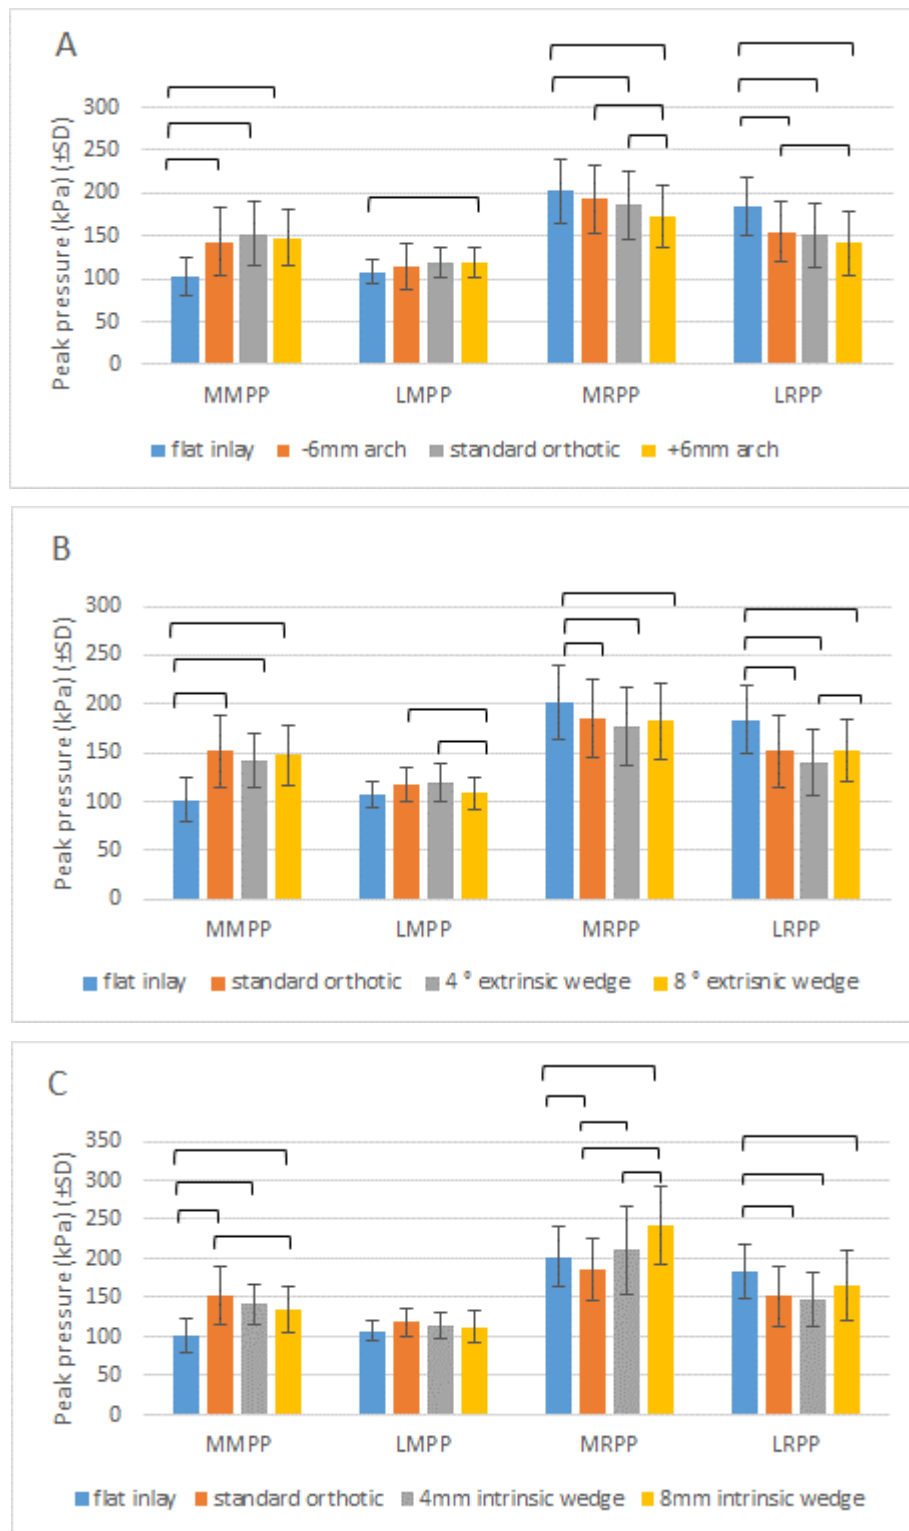 A
Peak pressure (kPa) (±SD)
300
250
200
150
100
50
0
MMPP LMPP MRPP LRPP
flat inlay -6mm arch standard orthotic +6mm arch
B
Peak pressure (kPa) (±SD)
300
250
200
150
100
50
0
MMPP LMPP MRPP LRPP
flat inlay standard orthotic 4 ° extrinsic wedge 8 ° extrisnic wedge
C
Peak pressure (kPa) (±SD)
350
300
250
200
150
100
50
0
MMPP LMPP MRPP LRPP
flat inlay standard orthotic 4mm intrinsic wedge 8mm intrinsic wedge